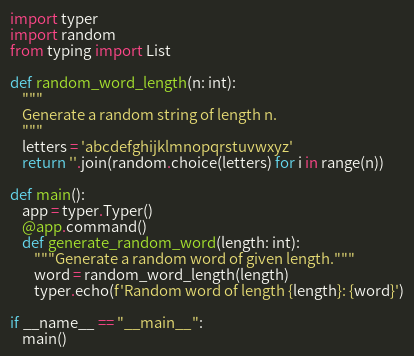 import typer
import random
from typing import List

def random_word_length(n: int):
    """
    Generate a random string of length n.
    """
    letters = 'abcdefghijklmnopqrstuvwxyz'
    return ''.join(random.choice(letters) for i in range(n))

def main():
    app = typer.Typer()
    @app.command()
    def generate_random_word(length: int):
        """Generate a random word of given length."""
        word = random_word_length(length)
        typer.echo(f'Random word of length {length}: {word}')

if __name__ == "__main__":
    main()